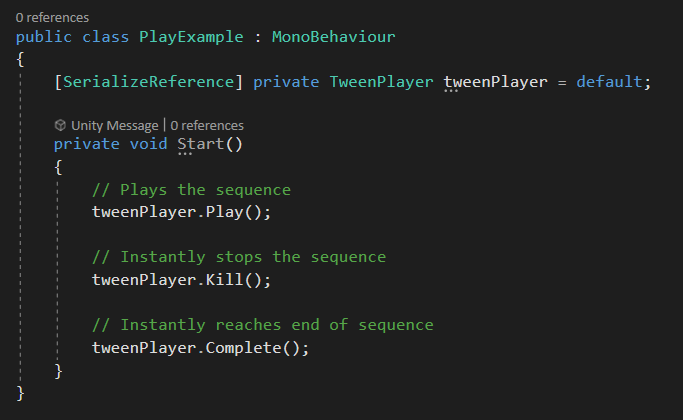 0 references
public class PlayExample : MonoBehaviour
{
[SerializeReference] private TweenPlayer tweenPlayer = default;
Unity Message | 0 references
private void Start()
{
// Plays the sequence
tweenPlayer.Play();
// Instantly stops the sequence
tweenPlayer.Kill();
// Instantly reaches end of sequence
tweenPlayer.Complete();
}
}